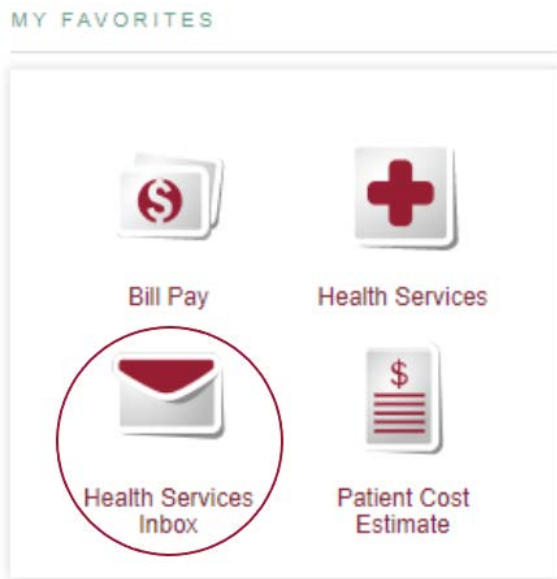 MY FAVORITES
$
Bill Pay
Health Services
$
Health Services
Inbox
Patient Cost
Estimate